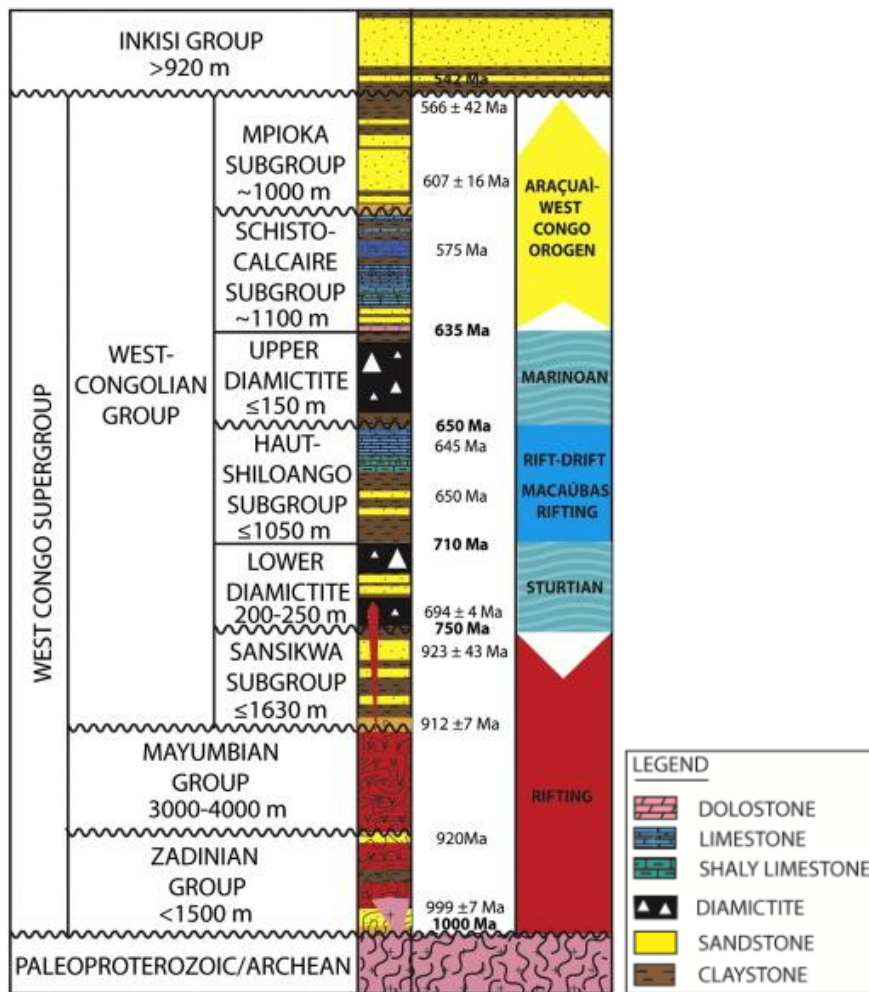 INKISI GROUP
>920 m
542 Ma
WEST CONGO SUPERGROUP
WEST-
CONGOLIAN
GROUP
MPIOKA
SUBGROUP
~1000 m
SCHISTO-
CALCAIRE
SUBGROUP
~1100 m
UPPER
DIAMICTITE
≤150 m
HAUT-
SHILOANGO
SUBGROUP
≤1050 m
LOWER
DIAMICTITE
200-250 m
SANSIKWA
SUBGROUP
≤1630 m
MAYUMBIAN
GROUP
3000-4000 m
ZADINIAN
GROUP
<1500 m
PALEOPROTEROZOIC/ARCHEAN
566 ± 42 Ma
607 ± 16 Ma
575 Ma
635 Ma
650 Ma
645 Ma
650 Ma
710 Ma
694 ± 4 Ma
750 Ma
923 ± 43 Ma
912 ±7 Ma
920Ma
999 ±7 Ma
1000 Ma
ARAÇUAÌ-
WEST
CONGO
OROGEN
MARINOAN
RIFT-DRIFT
MACAÚBAS
RIFTING
STURTIAN
RIFTING
LEGEND
DOLOSTONE
LIMESTONE
SHALY LIMESTONE
DIAMICTITE
SANDSTONE
CLAYSTONE